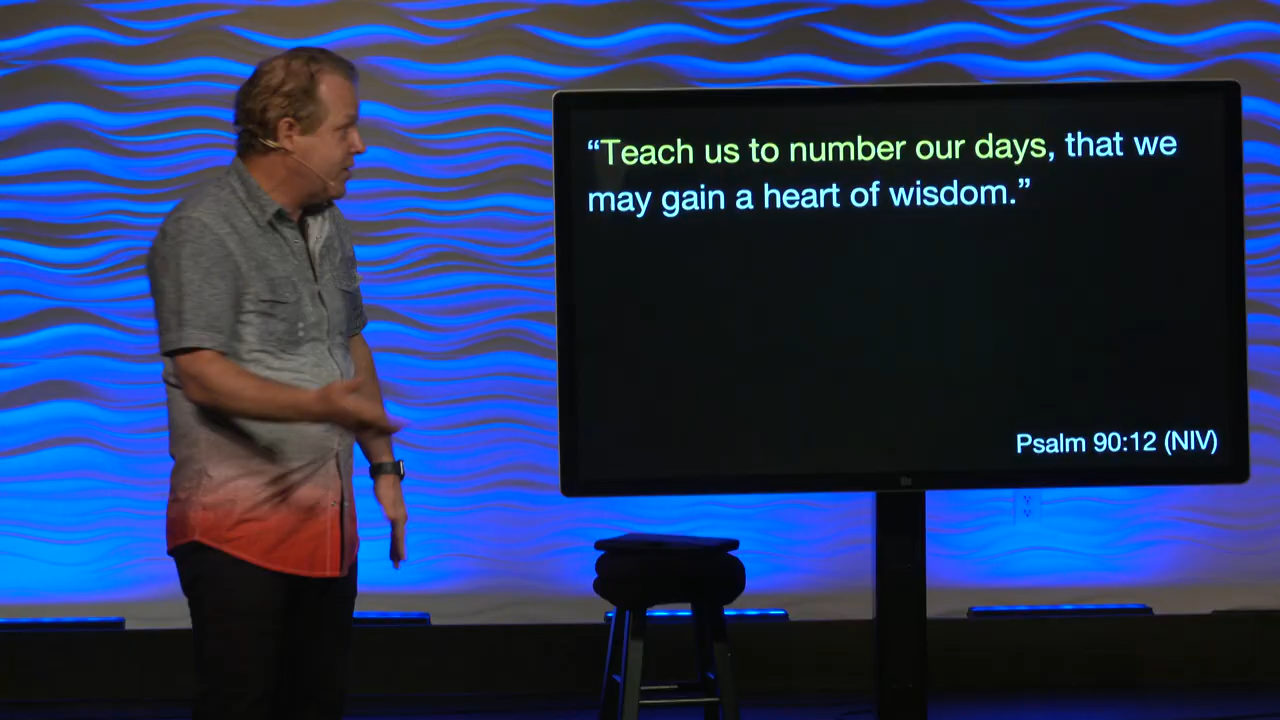 “Teach us to number our days, that we
may gain a heart of wisdom.”
Psalm 90:12 (NIV)